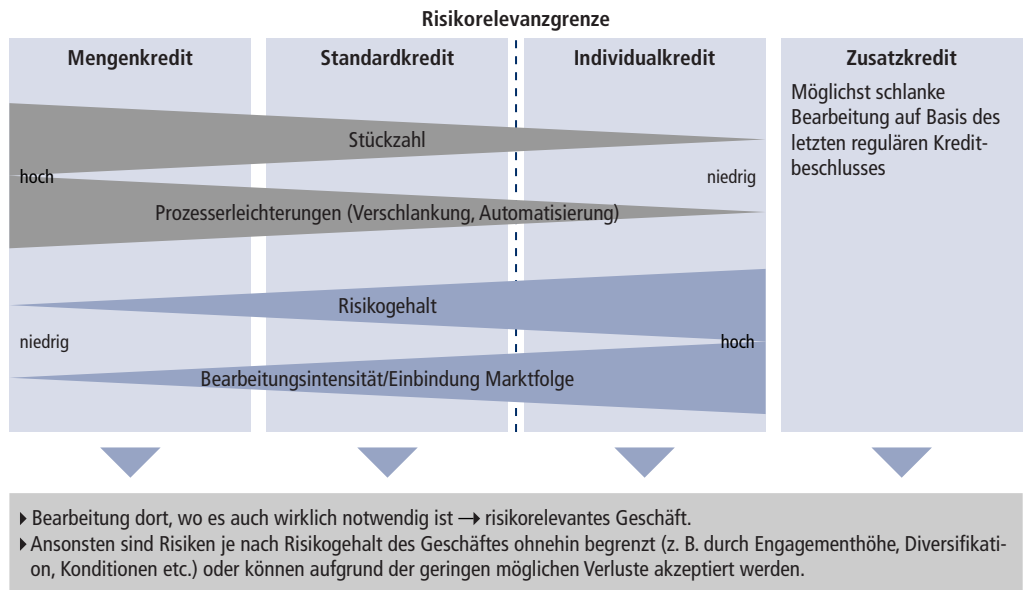 Risikorelevanzgrenze
Mengenkredit
Standardkredit
Individualkredit
Zusatzkredit
Möglichst schlanke
Bearbeitung auf Basis des
letzten regulären Kredit-
beschlusses
Stückzahl
hoch
niedrig
Prozesserleichterungen (Verschlankung, Automatisierung)
Risikogehalt
niedrig
hoch
Bearbeitungsintensität/Einbindung Marktfolge
Bearbeitung dort, wo es auch wirklich notwendig ist → risikorelevantes Geschäft.
Ansonsten sind Risiken je nach Risikogehalt des Geschäftes ohnehin begrenzt (z. B. durch Engagementhöhe, Diversifikati-
on, Konditionen etc.) oder können aufgrund der geringen möglichen Verluste akzeptiert werden.